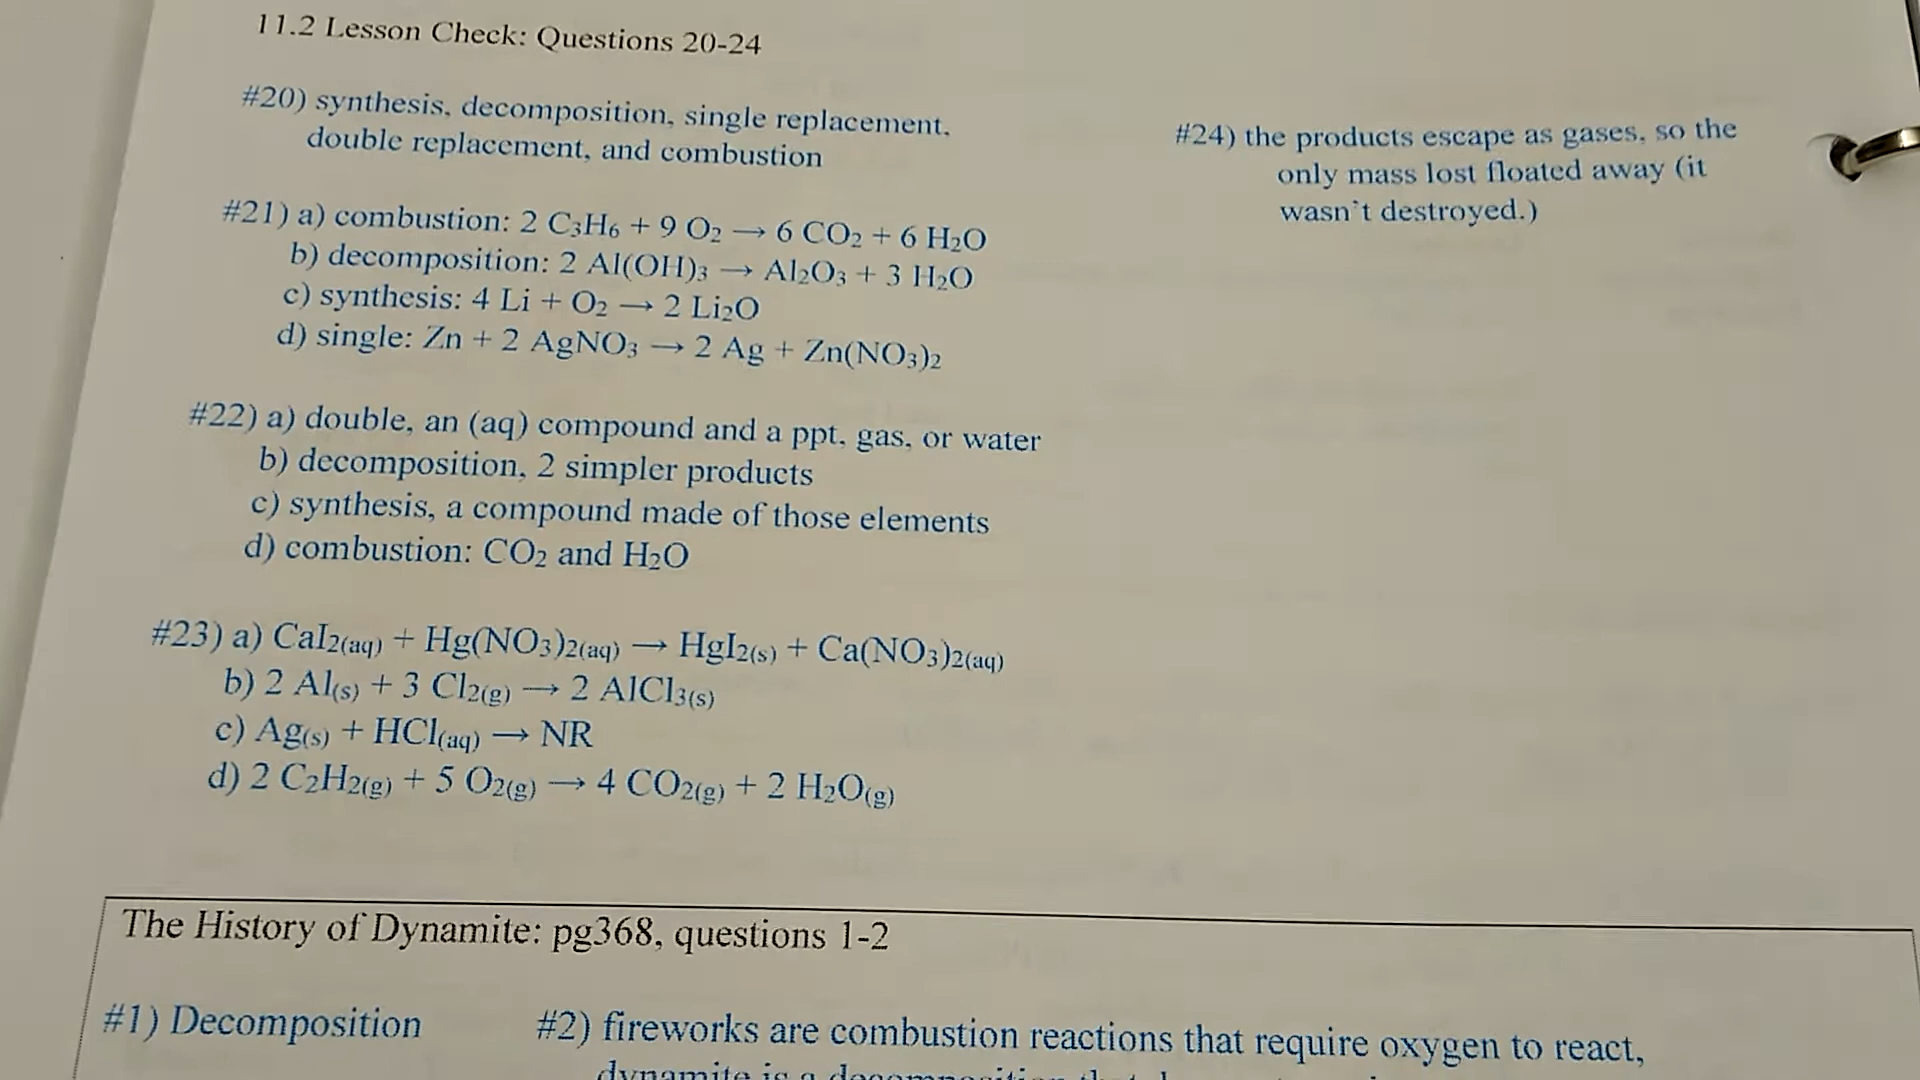 11.2 Lesson Check: Questions 20-24
#20) synthesis, decomposition, single replacement,
double replacement, and combustion
#21) a) combustion: 2 C₃H₆ + 9 O₂ → 6 CO₂ + 6 H₂O
b) decomposition: 2 Al(OH)₃ → Al₂O₃ + 3 H₂O
c) synthesis: 4 Li + O₂ → 2 Li₂O
d) single: Zn + 2 AgNO₃ → 2 Ag + Zn(NO₃)₂
#22) a) double, an (aq) compound and a ppt, gas, or water
b) decomposition, 2 simpler products
c) synthesis, a compound made of those elements
d) combustion: CO₂ and H₂O
#23) a) CaI₂(aq) + Hg(NO₃)₂(aq) → HgI₂(s) + Ca(NO₃)₂(aq)
b) 2 Al(s) + 3 Cl₂(g) → 2 AlCl₃(s)
c) Ag(s) + HCl(aq) → NR
d) 2 C₂H₂(g) + 5 O₂(g) → 4 CO₂(g) + 2 H₂O(g)
#24) the products escape as gases, so the
only mass lost floated away (it
wasn't destroyed.)
The History of Dynamite: pg368, questions 1-2
#1) Decomposition
#2) fireworks are combustion reactions that require oxygen to react,
dynamite is a decomposition that